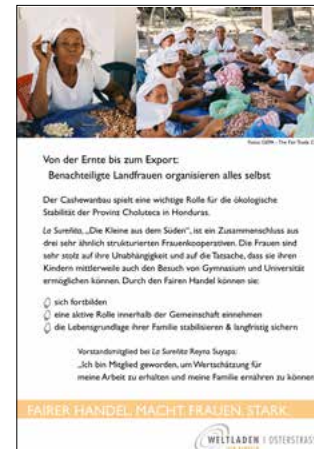 Fotos: GEPA - The Fair Trade C
Von der Ernte bis zum Export:
Benachteiligte Landfrauen organisieren alles selbst
Der Cashewanbau spielt eine wichtige Rolle für die ökologische
Stabilität der Provinz Choluteca in Honduras.
La Sureñita, „Die Kleine aus dem Süden“, ist ein Zusammenschluss aus
drei sehr ähnlich strukturierten Frauenkooperativen. Die Frauen sind
sehr stolz auf ihre Unabhängigkeit und auf die Tatsache, dass sie ihren
Kindern mittlerweile auch den Besuch von Gymnasium und Universität
ermöglichen können. Durch den Fairen Handel können sie:
sich fortbilden
eine aktive Rolle innerhalb der Gemeinschaft einnehmen
die Lebensgrundlage ihrer Familie stabilisieren & langfristig sichern
Vorstandsmitglied bei La Sureñita Reyna Suyapa:
„Ich bin Mitglied geworden, um Wertschätzung für
meine Arbeit zu erhalten und meine Familie ernähren zu können
FAIRER HANDEL. MACHT. FRAUEN. STARK.
WELTLADEN | OSTERSTRASS